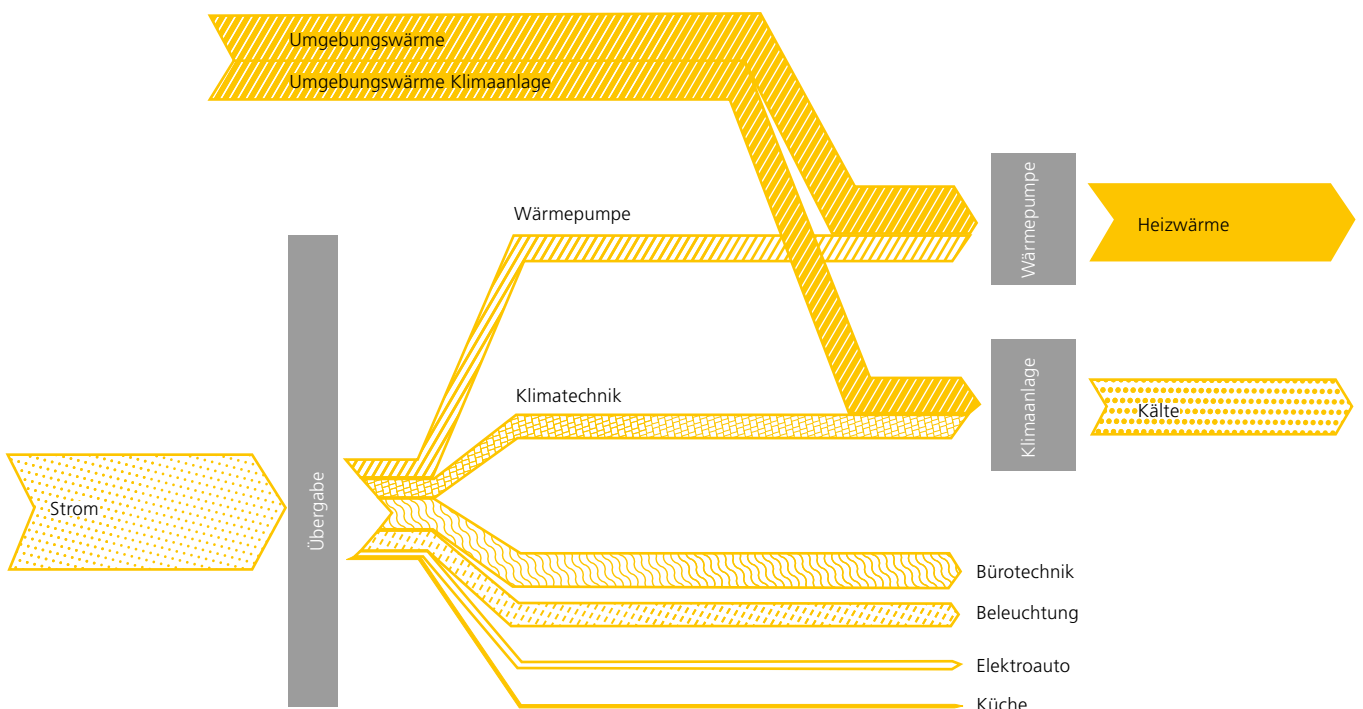 Umgebungswärme
Umgebungswärme Klimaanlage
Wärmepumpe
Wärmepumpe
Heizwärme
Klimatechnik
Klimaanlage
Kälte
Strom
Übergabe
Bürotechnik
Beleuchtung
Elektroauto
Küche